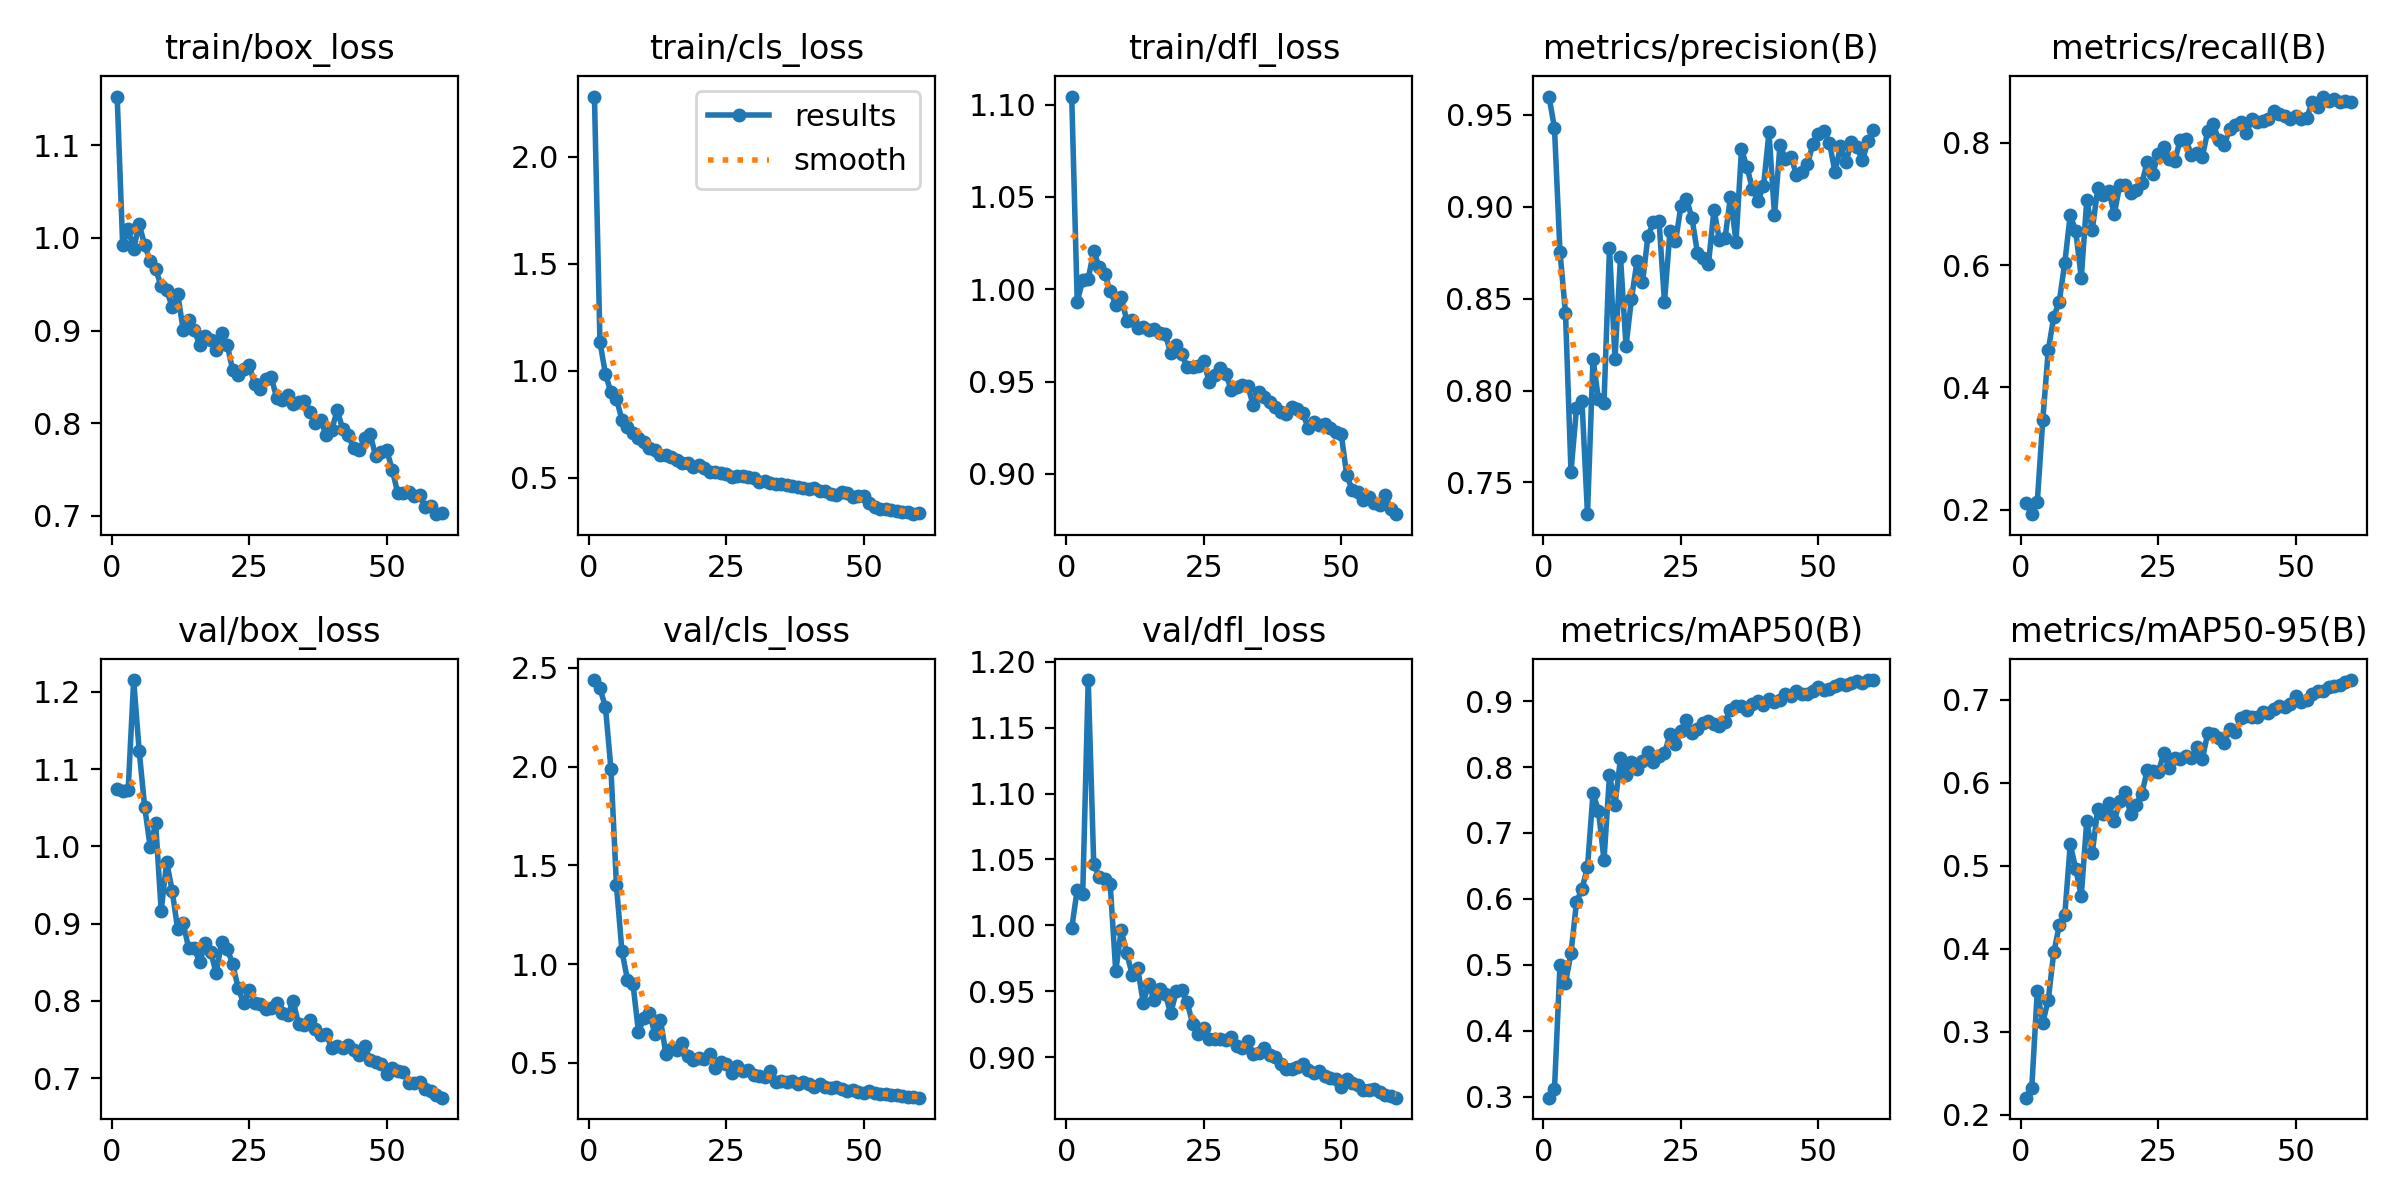 train/box_loss
1.1
1.0
0.9
0.8
0.7
0 25 50
train/cls_loss
results
smooth
2.0
1.5
1.0
0.5
0 25 50
train/dfl_loss
1.10
1.05
1.00
0.95
0.90
0 25 50
metrics/precision(B)
0.95
0.90
0.85
0.80
0.75
0 25 50
metrics/recall(B)
0.8
0.6
0.4
0.2
0 25 50
val/box_loss
1.2
1.1
1.0
0.9
0.8
0.7
0 25 50
val/cls_loss
2.5
2.0
1.5
1.0
0.5
0 25 50
val/dfl_loss
1.20
1.15
1.10
1.05
1.00
0.95
0.90
0 25 50
metrics/mAP50(B)
0.9
0.8
0.7
0.6
0.5
0.4
0.3
0 25 50
metrics/mAP50-95(B)
0.7
0.6
0.5
0.4
0.3
0.2
0 25 50